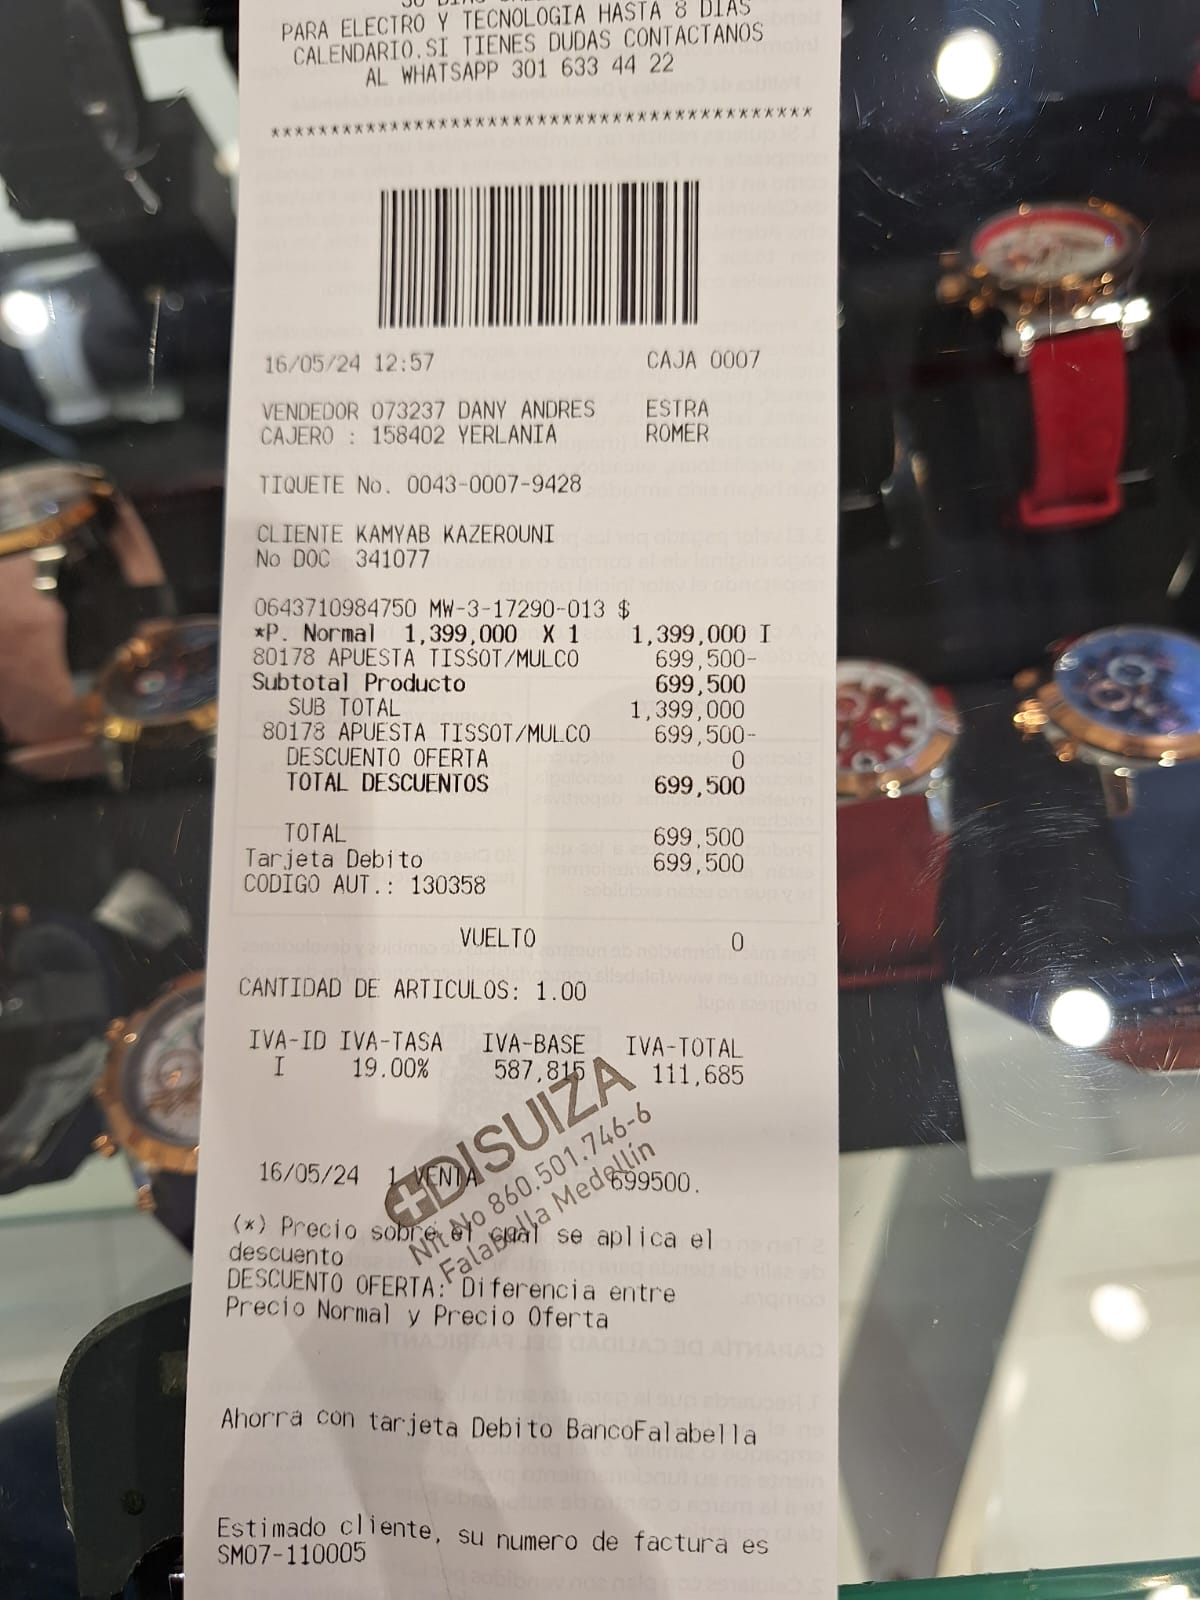 PARA ELECTRO Y TECNOLOGIA HASTA 8 DIAS
CALENDARIO.SI TIENES DUDAS CONTACTANOS
AL WHATSAPP 301 633 44 22
********************************************
16/05/24 12:57 CAJA 0007
VENDEDOR 073237 DANY ANDRES ESTRA
CAJERO : 158402 YERLANIA ROMER
TIQUETE No. 0043-0007-9428
CLIENTE KAMYAB KAZEROUNI
No DOC 341077
0643710984750 MW-3-17290-013 $
*P. Normal 1,399,000 X 1 1,399,000 I
80178 APUESTA TISSOT/MULCO 699,500-
Subtotal Producto 699,500
SUB TOTAL 1,399,000
80178 APUESTA TISSOT/MULCO 699,500-
DESCUENTO OFERTA 0
TOTAL DESCUENTOS 699,500
TOTAL 699,500
Tarjeta Debito 699,500
CODIGO AUT.: 130358
VUELTO 0
CANTIDAD DE ARTICULOS: 1.00
IVA-ID IVA-TASA IVA-BASE IVA-TOTAL
I 19.00% 587,815 111,685
16/05/24 1 VENTA 699500.
DISUIZA
Nit No 860.501.746-6
Falabella Medellín
(*) Precio sobre el cual se aplica el
descuento
DESCUENTO OFERTA: Diferencia entre
Precio Normal y Precio Oferta
Ahorra con tarjeta Debito BancoFalabella
Estimado cliente, su numero de factura es
SM07-110005